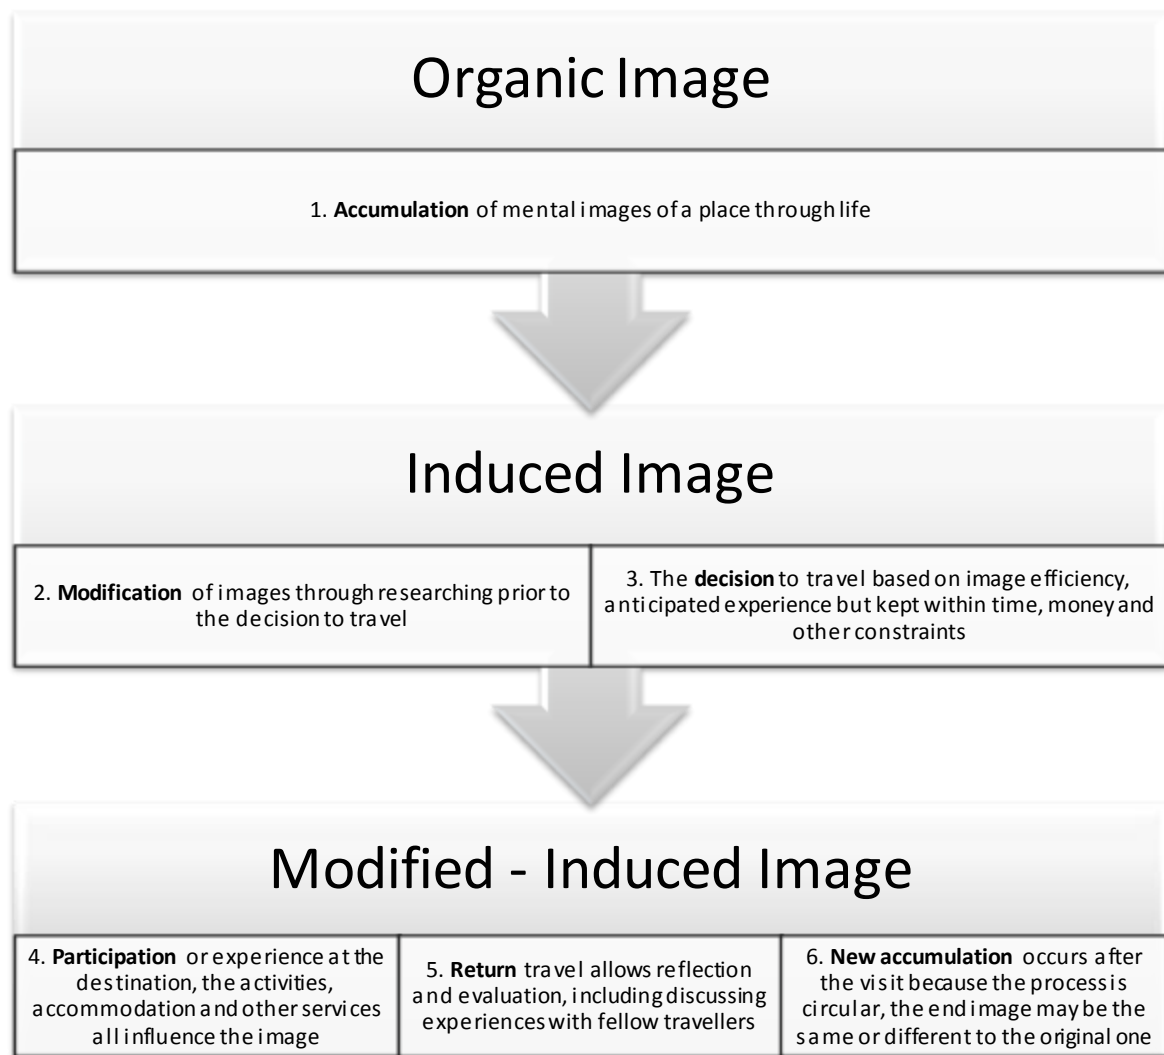 Organic Image
1. Accumulation of mental images of a place through life
Induced Image
2. Modification of images through researching prior to
the decision to travel
3. The decision to travel based on image efficiency,
anticipated experience but kept within time, money and
other constraints
Modified - Induced Image
4. Participation or experience at the
destination, the activities,
accommodation and other services
all influence the image
5. Return travel allows reflection
and evaluation, including discussing
experiences with fellow travellers
6. New accumulation occurs after
the visit because the process is
circular, the end image may be the
same or different to the original one